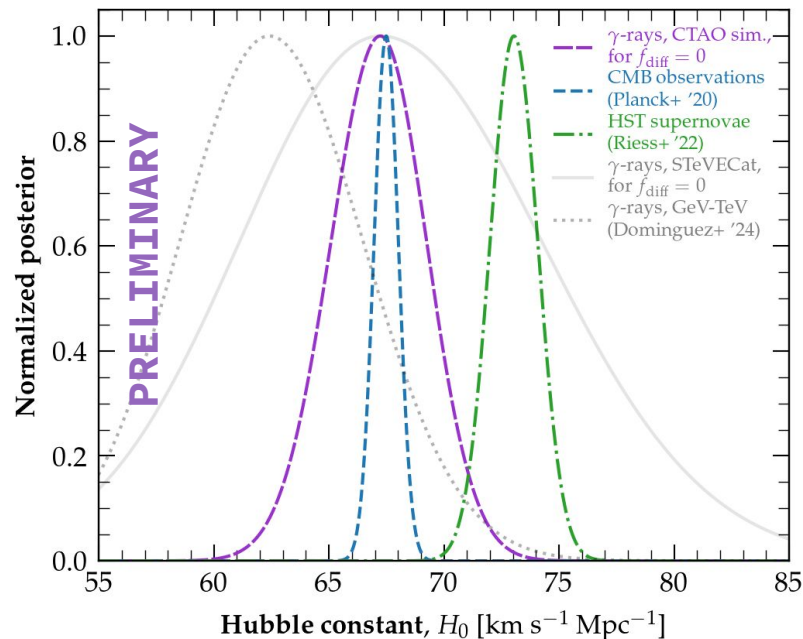 γ-rays, CTAO sim.,
for f_diff = 0
CMB observations
(Planck+ '20)
HST supernovae
(Riess+ '22)
γ-rays, STeVECat,
for f_diff = 0
γ-rays, GeV-TeV
(Dominguez+ '24)
PRELIMINARY
Normalized posterior
1.0
0.8
0.6
0.4
0.2
0.0
55 60 65 70 75 80 85
Hubble constant, H₀ [km s⁻¹ Mpc⁻¹]